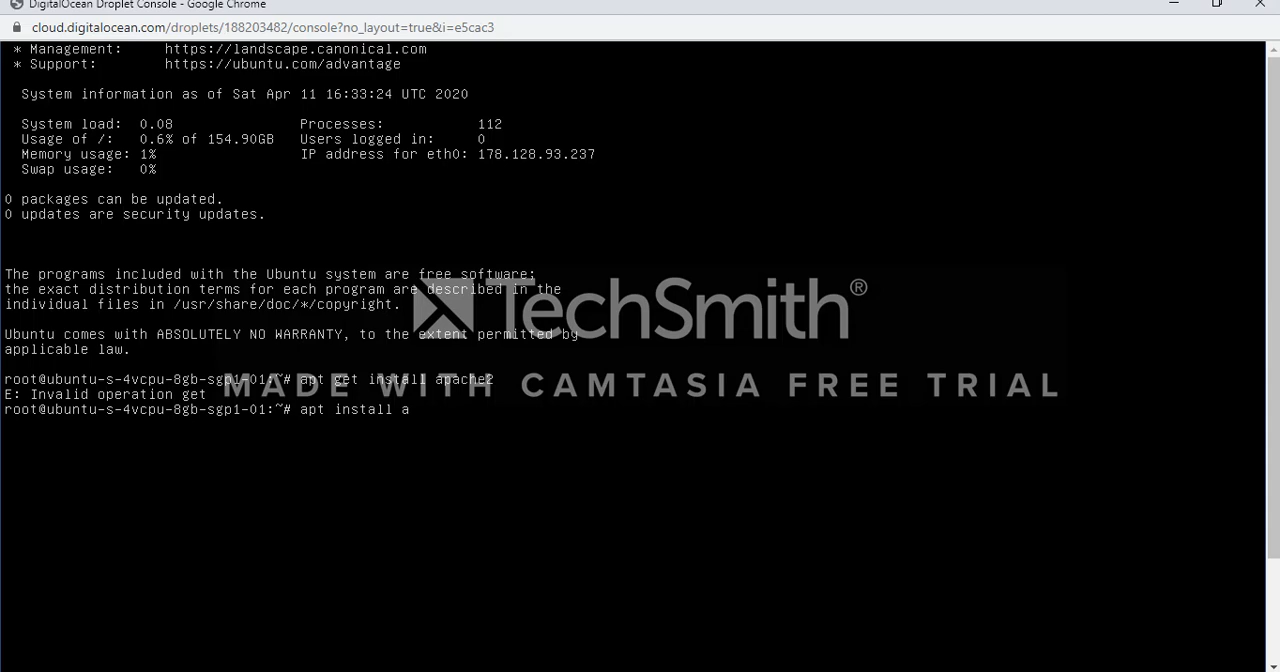 DigitalOcean Droplet Console - Google Chrome
cloud.digitalocean.com/droplets/188203482/console?no_layout=true&i=e5cac3
* Management: https://landscape.canonical.com
* Support: https://ubuntu.com/advantage
System information as of Sat Apr 11 16:33:24 UTC 2020
System load: 0.08 Processes: 112
Usage of /: 0.6% of 154.90GB Users logged in: 0
Memory usage: 1% IP address for eth0: 178.128.93.237
Swap usage: 0%
0 packages can be updated.
0 updates are security updates.
The programs included with the Ubuntu system are free software;
the exact distribution terms for each program are described in the
individual files in /usr/share/doc/*/copyright.
TechSmith®
Ubuntu comes with ABSOLUTELY NO WARRANTY, to the extent permitted by
applicable law.
root@ubuntu-s-4vcpu-8gb-sgp1-01:~# apt get install apache2
MADE WITH CAMTASIA FREE TRIAL
E: Invalid operation get
root@ubuntu-s-4vcpu-8gb-sgp1-01:~# apt install a